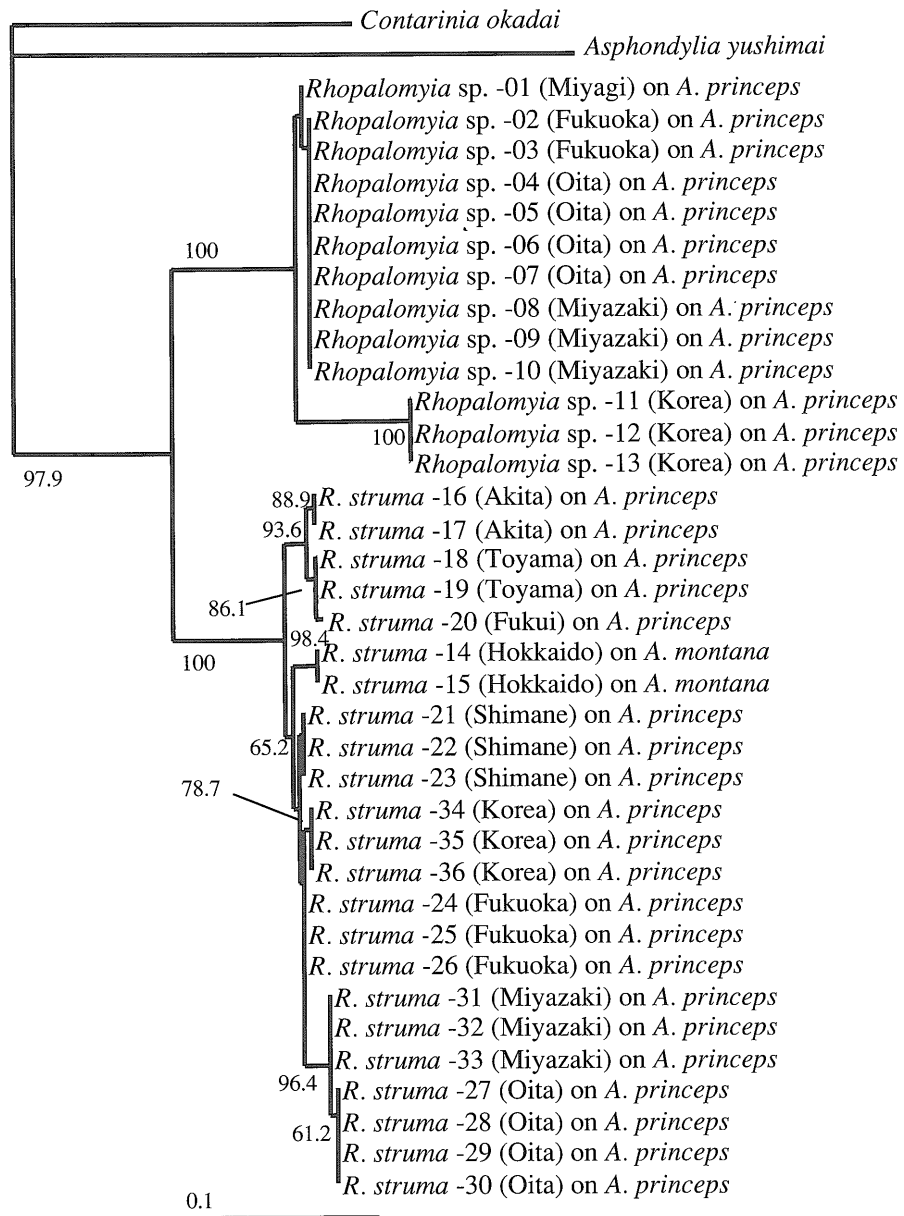 Contarinia okadai
Asphondylia yushimai
Rhopalomyia sp. -01 (Miyagi) on A. princeps
Rhopalomyia sp. -02 (Fukuoka) on A. princeps
Rhopalomyia sp. -03 (Fukuoka) on A. princeps
Rhopalomyia sp. -04 (Oita) on A. princeps
Rhopalomyia sp. -05 (Oita) on A. princeps
100
Rhopalomyia sp. -06 (Oita) on A. princeps
Rhopalomyia sp. -07 (Oita) on A. princeps
Rhopalomyia sp. -08 (Miyazaki) on A. princeps
Rhopalomyia sp. -09 (Miyazaki) on A. princeps
Rhopalomyia sp. -10 (Miyazaki) on A. princeps
Rhopalomyia sp. -11 (Korea) on A. princeps
100
Rhopalomyia sp. -12 (Korea) on A. princeps
Rhopalomyia sp. -13 (Korea) on A. princeps
97.9
88.9
R. struma -16 (Akita) on A. princeps
93.6
R. struma -17 (Akita) on A. princeps
R. struma -18 (Toyama) on A. princeps
R. struma -19 (Toyama) on A. princeps
86.1
R. struma -20 (Fukui) on A. princeps
98.4
R. struma -14 (Hokkaido) on A. montana
100
R. struma -15 (Hokkaido) on A. montana
R. struma -21 (Shimane) on A. princeps
65.2
R. struma -22 (Shimane) on A. princeps
R. struma -23 (Shimane) on A. princeps
78.7
R. struma -34 (Korea) on A. princeps
R. struma -35 (Korea) on A. princeps
R. struma -36 (Korea) on A. princeps
R. struma -24 (Fukuoka) on A. princeps
R. struma -25 (Fukuoka) on A. princeps
R. struma -26 (Fukuoka) on A. princeps
R. struma -31 (Miyazaki) on A. princeps
R. struma -32 (Miyazaki) on A. princeps
R. struma -33 (Miyazaki) on A. princeps
96.4
R. struma -27 (Oita) on A. princeps
R. struma -28 (Oita) on A. princeps
61.2
R. struma -29 (Oita) on A. princeps
R. struma -30 (Oita) on A. princeps
0.1